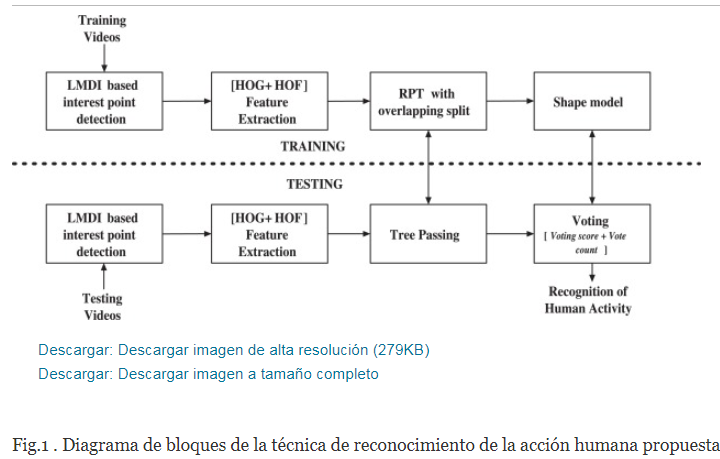 Training
Videos
LMDI based
interest point
detection
[HOG+ HOF]
Feature
Extraction
RPT with
overlapping split
Shape model
TRAINING
TESTING
LMDI based
interest point
detection
[HOG+ HOF]
Feature
Extraction
Tree Passing
Voting
[ Voting score + Vote
count ]
Testing
Videos
Recognition of
Human Activity
Descargar: Descargar imagen de alta resolución (279KB)
Descargar: Descargar imagen a tamaño completo
Fig.1 . Diagrama de bloques de la técnica de reconocimiento de la acción humana propuesta